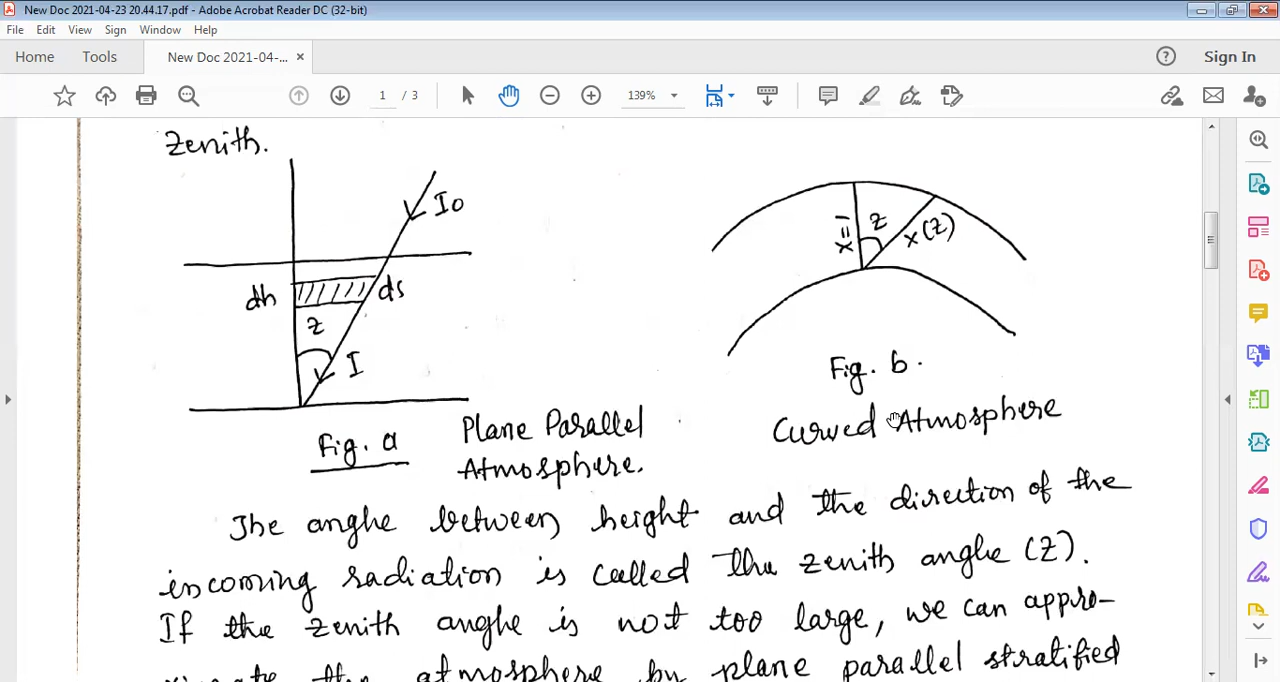 New Doc 2021-04-23 20.44.17.pdf - Adobe Acrobat Reader DC (32-bit)
File Edit View Sign Window Help
Home Tools New Doc 2021-04-... × Sign In
1 / 3 139%
Zenith.
I0
dh ds
z
I
x=1 z x(z)
Fig. a
Plane Parallel
Atmosphere.
Fig. b.
Curved Atmosphere
The angle between height and the direction of the
incoming radiation is called the zenith angle (z).
If the zenith angle is not too large, we can appro-
ximate the atmosphere by plane parallel stratified